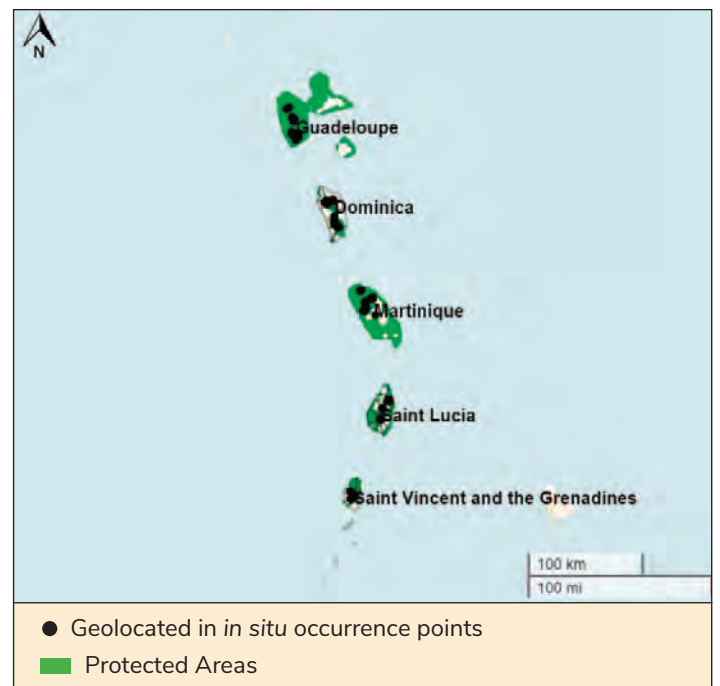 N
Guadeloupe
Dominica
Martinique
Saint Lucia
Saint Vincent and the Grenadines
100 km
100 mi
Geolocated in in situ occurrence points
Protected Areas